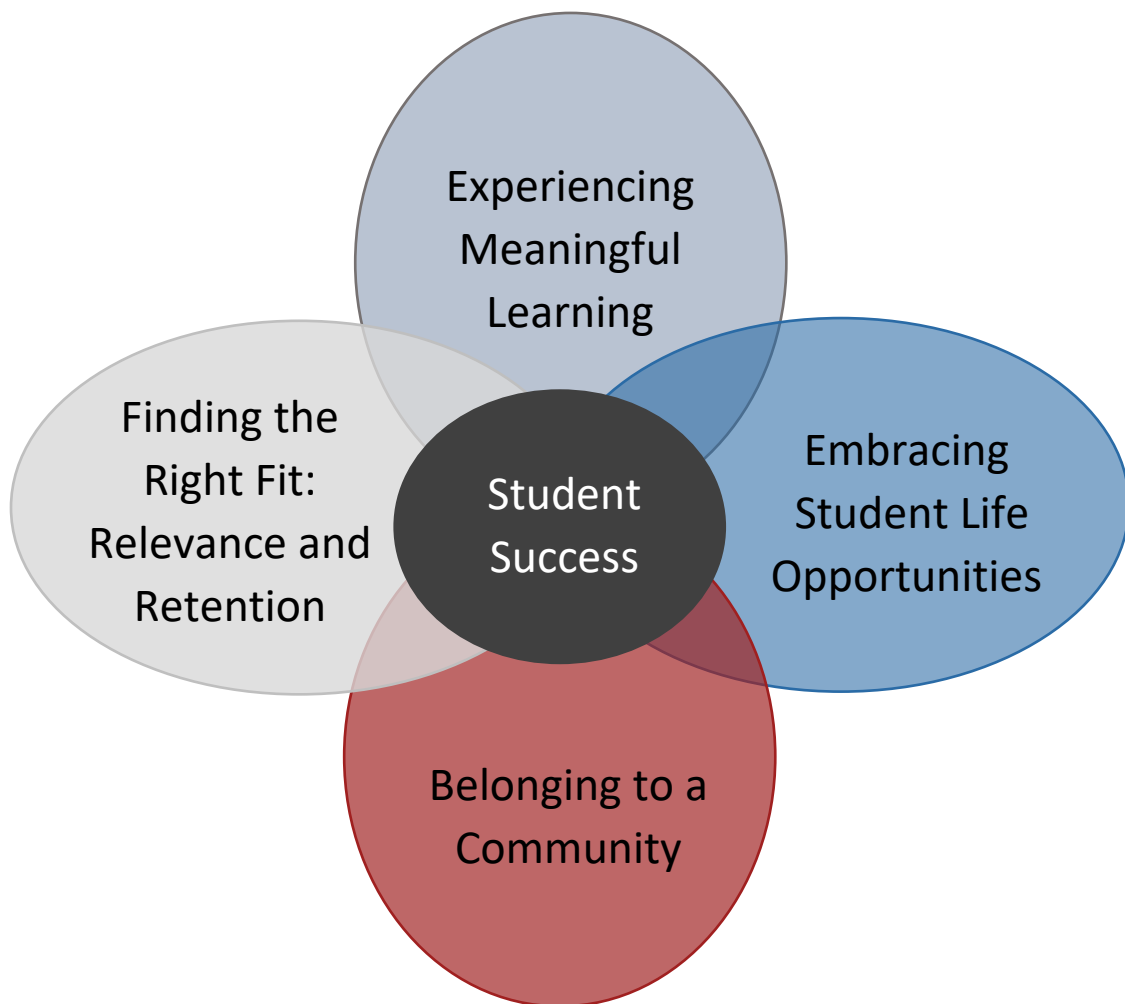 Experiencing
Meaningful
Learning
Finding the
Right Fit:
Relevance and
Retention
Student
Success
Embracing
Student Life
Opportunities
Belonging to a
Community